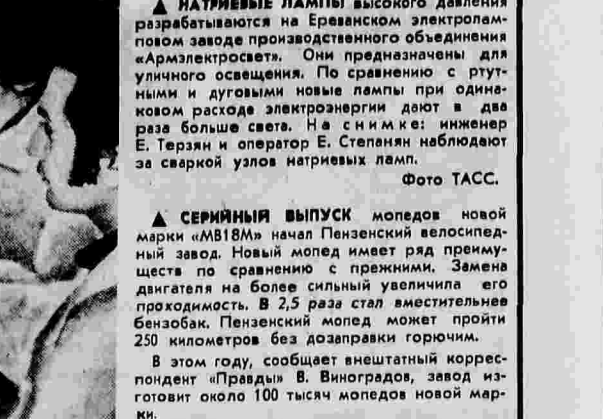 ▲ НАТРИЕВЫЕ ЛАМПЫ высокого давления
разрабатываются на Ереванском электролам-
повом заводе производственного объединения
«Армэлектросвет». Они предназначены для
уличного освещения. По сравнению с ртут-
ными и дуговыми новые лампы при одина-
ковом расходе электроэнергии дают в два
раза больше света. На снимке: инженер
Е. Терзян и оператор Е. Степанян наблюдают
за сваркой узлов натриевых ламп.
Фото ТАСС.
▲ СЕРИЙНЫЙ ВЫПУСК мопедов новой
марки «МВ18М» начал Пензенский велосипед-
ный завод. Новый мопед имеет ряд преиму-
ществ по сравнению с прежними. Замена
двигателя на более сильный увеличила его
проходимость. В 2,5 раза стал вместительнее
бензобак. Пензенский мопед может пройти
250 километров без дозаправки горючим.
В этом году, сообщает внештатный коррес-
пондент «Правды» В. Виноградов, завод из-
готовит около 100 тысяч мопедов новой мар-
ки.